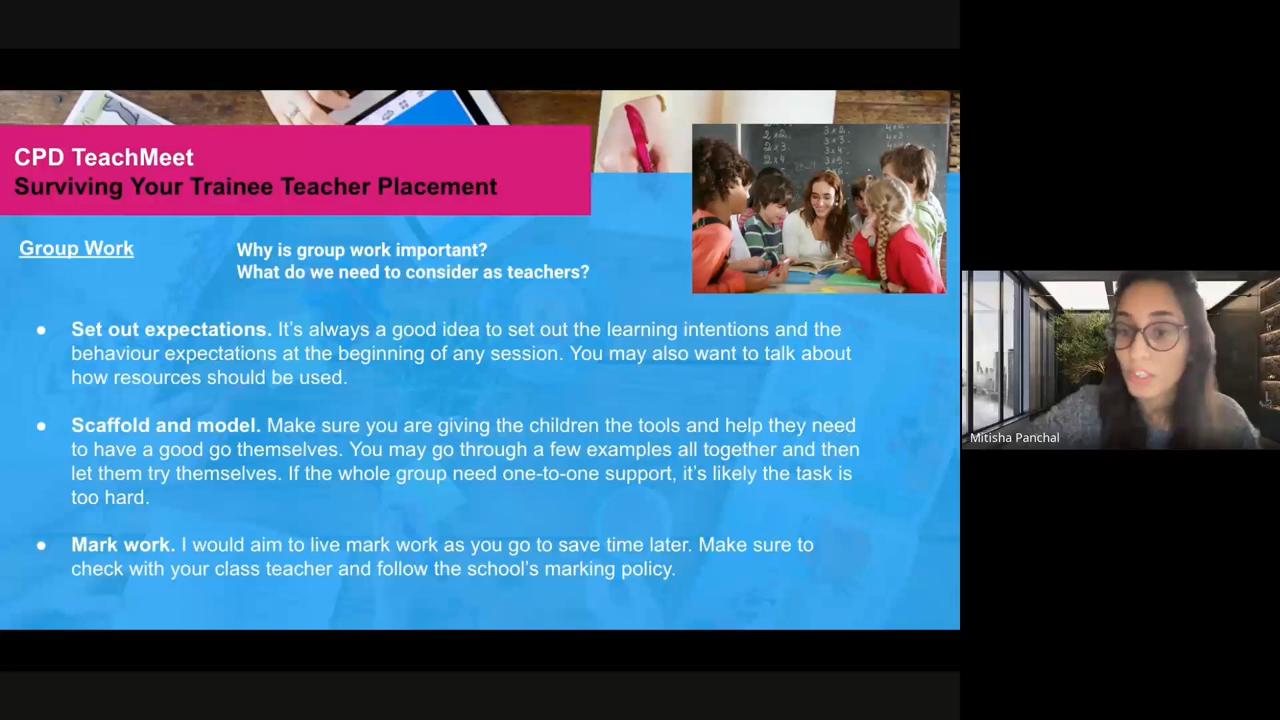 CPD TeachMeet
Surviving Your Trainee Teacher Placement
Group Work
Why is group work important?
What do we need to consider as teachers?
● Set out expectations. It's always a good idea to set out the learning intentions and the
behaviour expectations at the beginning of any session. You may also want to talk about
how resources should be used.
● Scaffold and model. Make sure you are giving the children the tools and help they need
to have a good go themselves. You may go through a few examples all together and then
let them try themselves. If the whole group need one-to-one support, it's likely the task is
too hard.
● Mark work. I would aim to live mark work as you go to save time later. Make sure to
check with your class teacher and follow the school's marking policy.
Mitisha Panchal